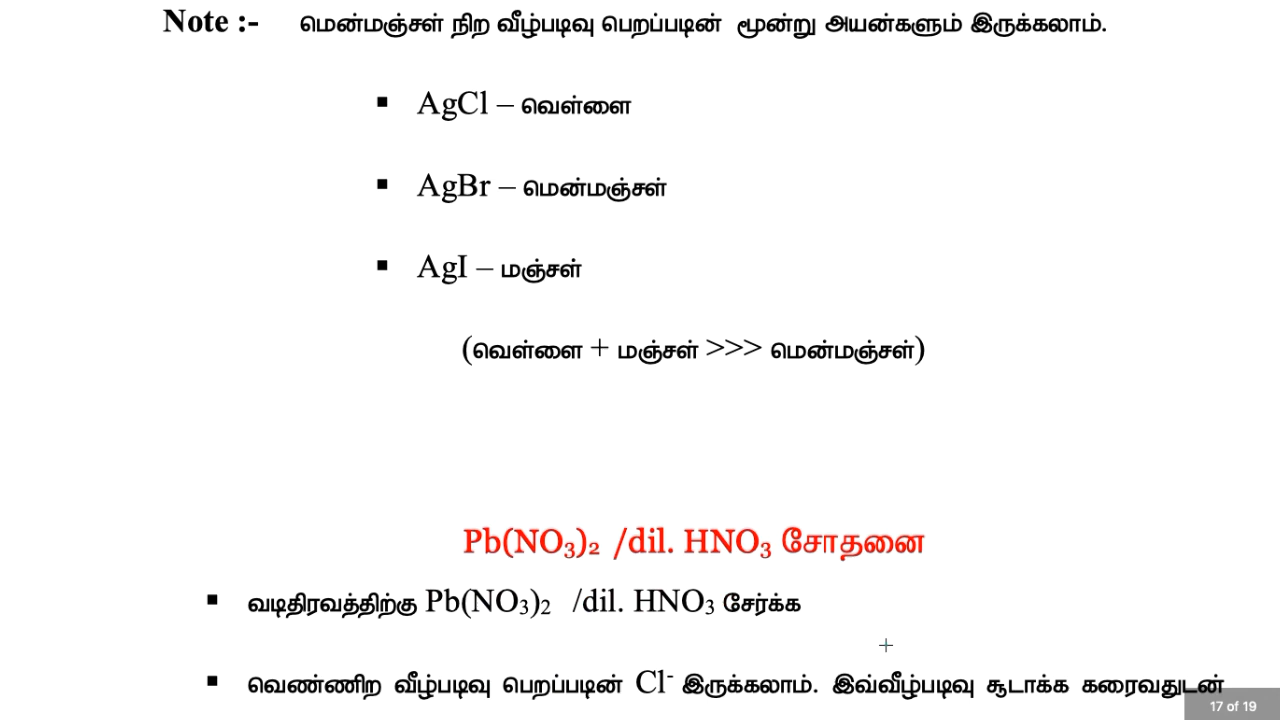 Note :- மென்மஞ்சள் நிற வீழ்படிவு பெறப்படின் மூன்று அயன்களும் இருக்கலாம்.
▪ AgCl – வெள்ளை
▪ AgBr – மென்மஞ்சள்
▪ AgI – மஞ்சள்
(வெள்ளை + மஞ்சள் >>> மென்மஞ்சள்)
Pb(NO₃)₂ /dil. HNO₃ சோதனை
▪ வடிதிரவத்திற்கு Pb(NO₃)₂ /dil. HNO₃ சேர்க்க
▪ வெண்ணிற வீழ்படிவு பெறப்படின் Cl⁻ இருக்கலாம். இவ்வீழ்படிவு சூடாக்க கரைவதுடன்
17 of 19